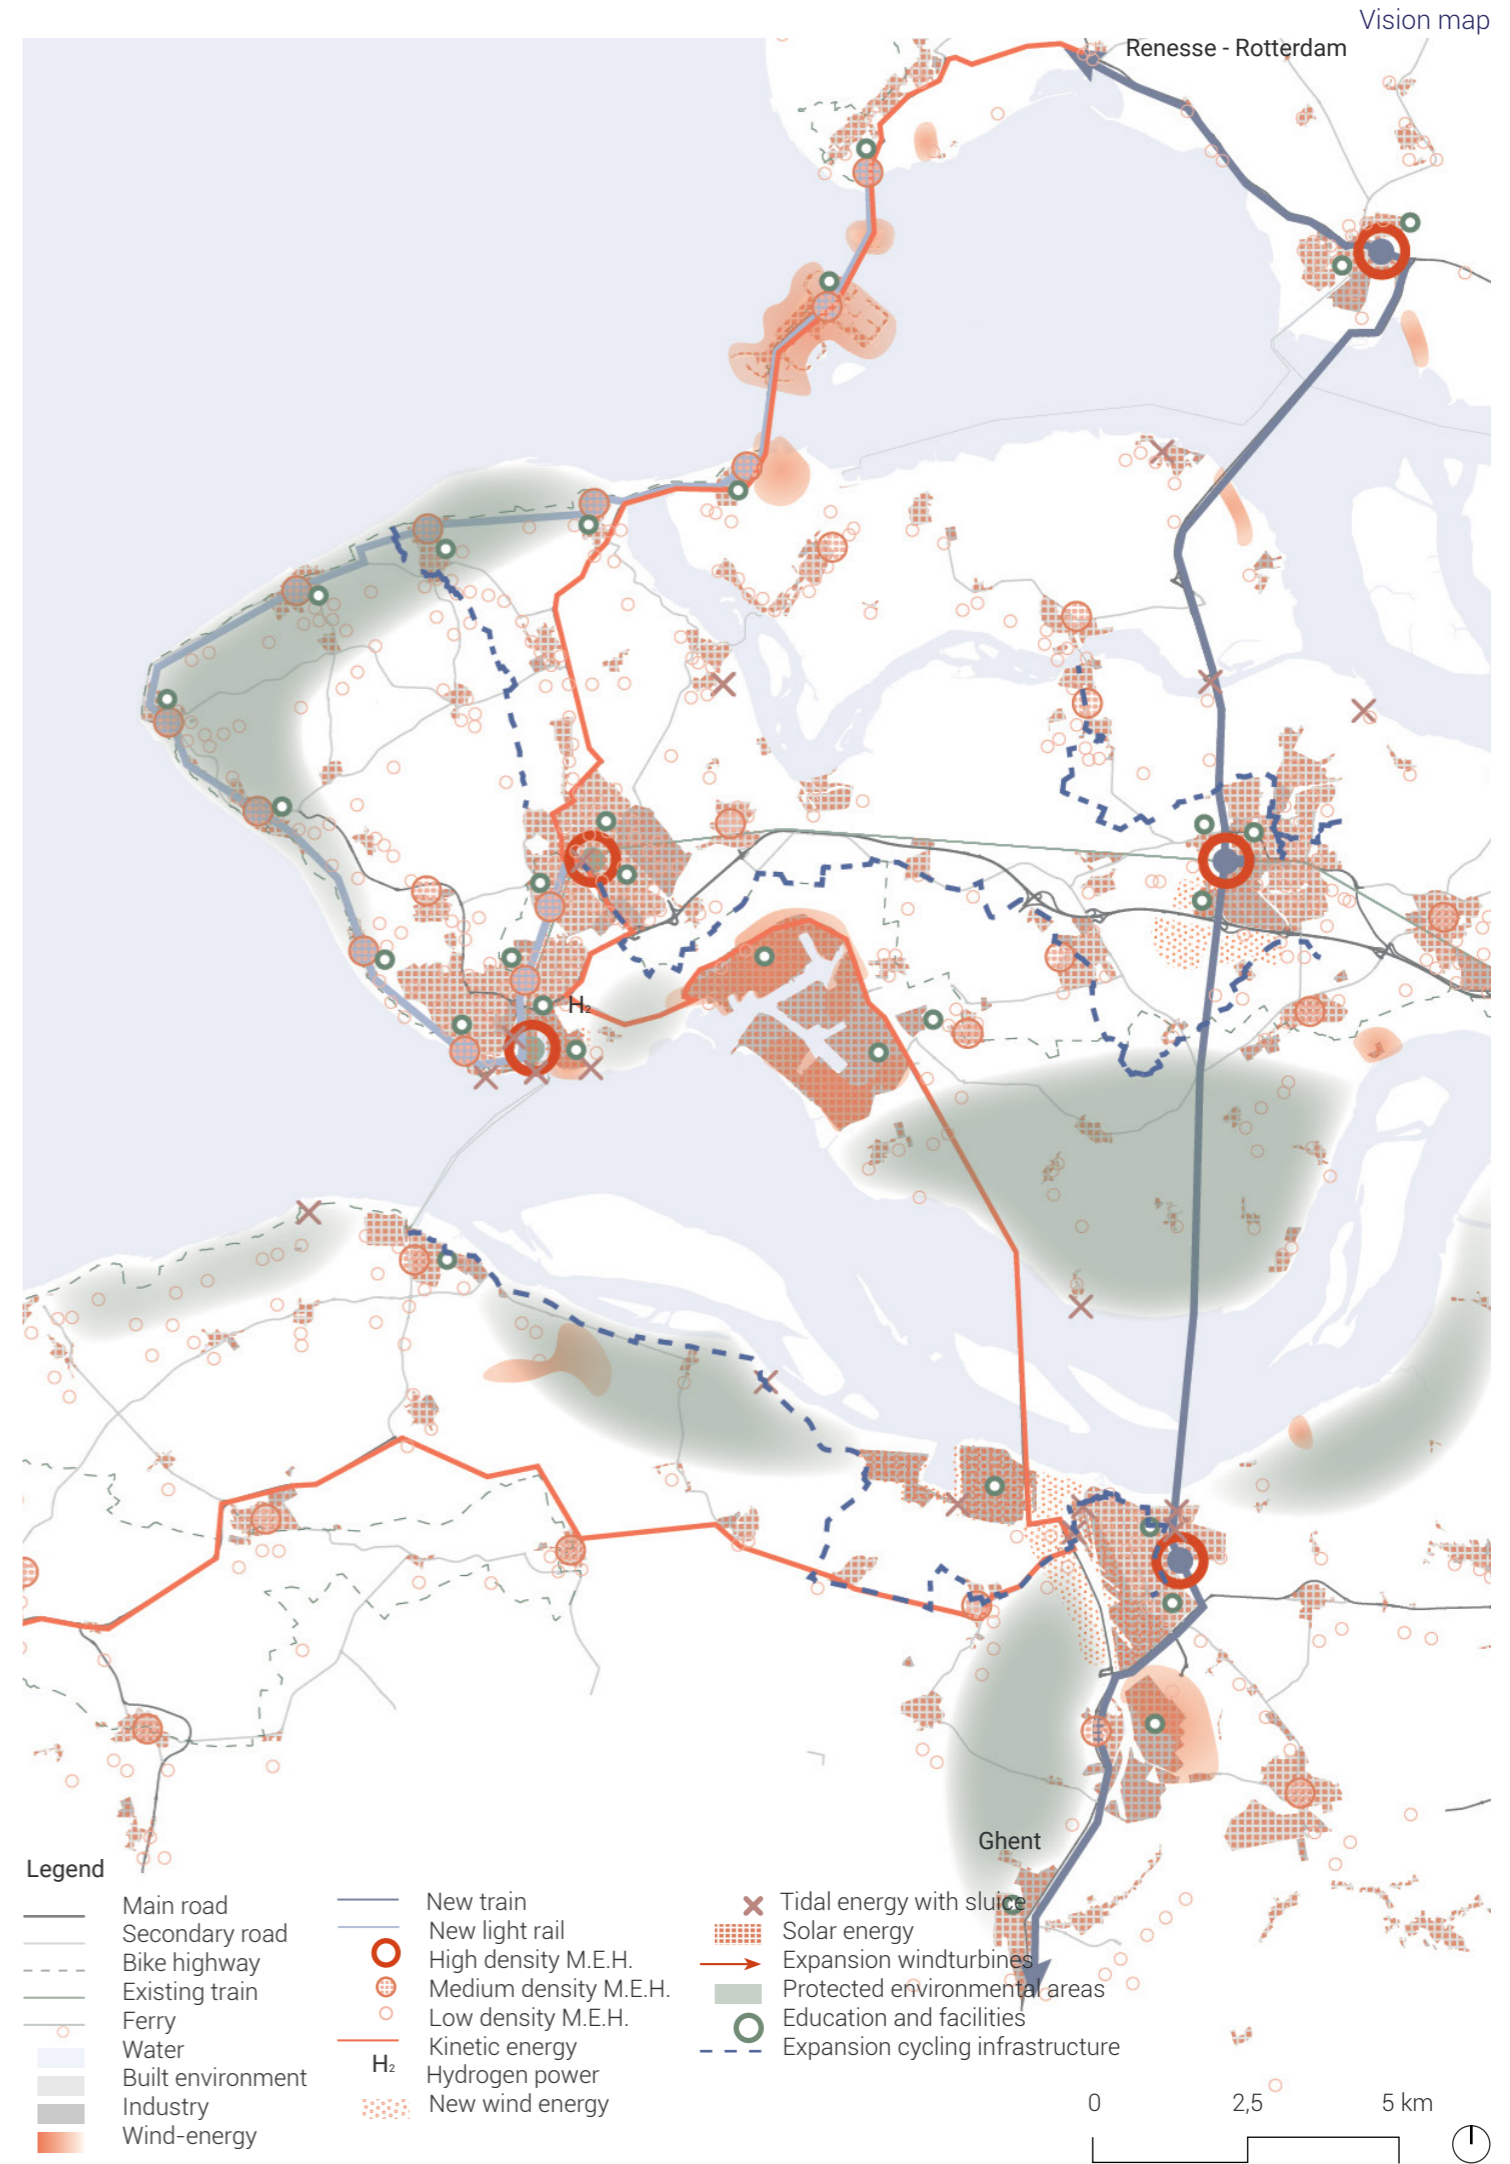 Vision map
Renesse - Rotterdam
H₂
Ghent
Legend
Main road
Secondary road
Bike highway
Existing train
Ferry
Water
Built environment
Industry
Wind-energy
New train
New light rail
High density M.E.H.
Medium density M.E.H.
Low density M.E.H.
Kinetic energy
H₂ Hydrogen power
New wind energy
Tidal energy with sluice
Solar energy
Expansion windturbines
Protected environmental areas
Education and facilities
Expansion cycling infrastructure
0 2,5 5 km